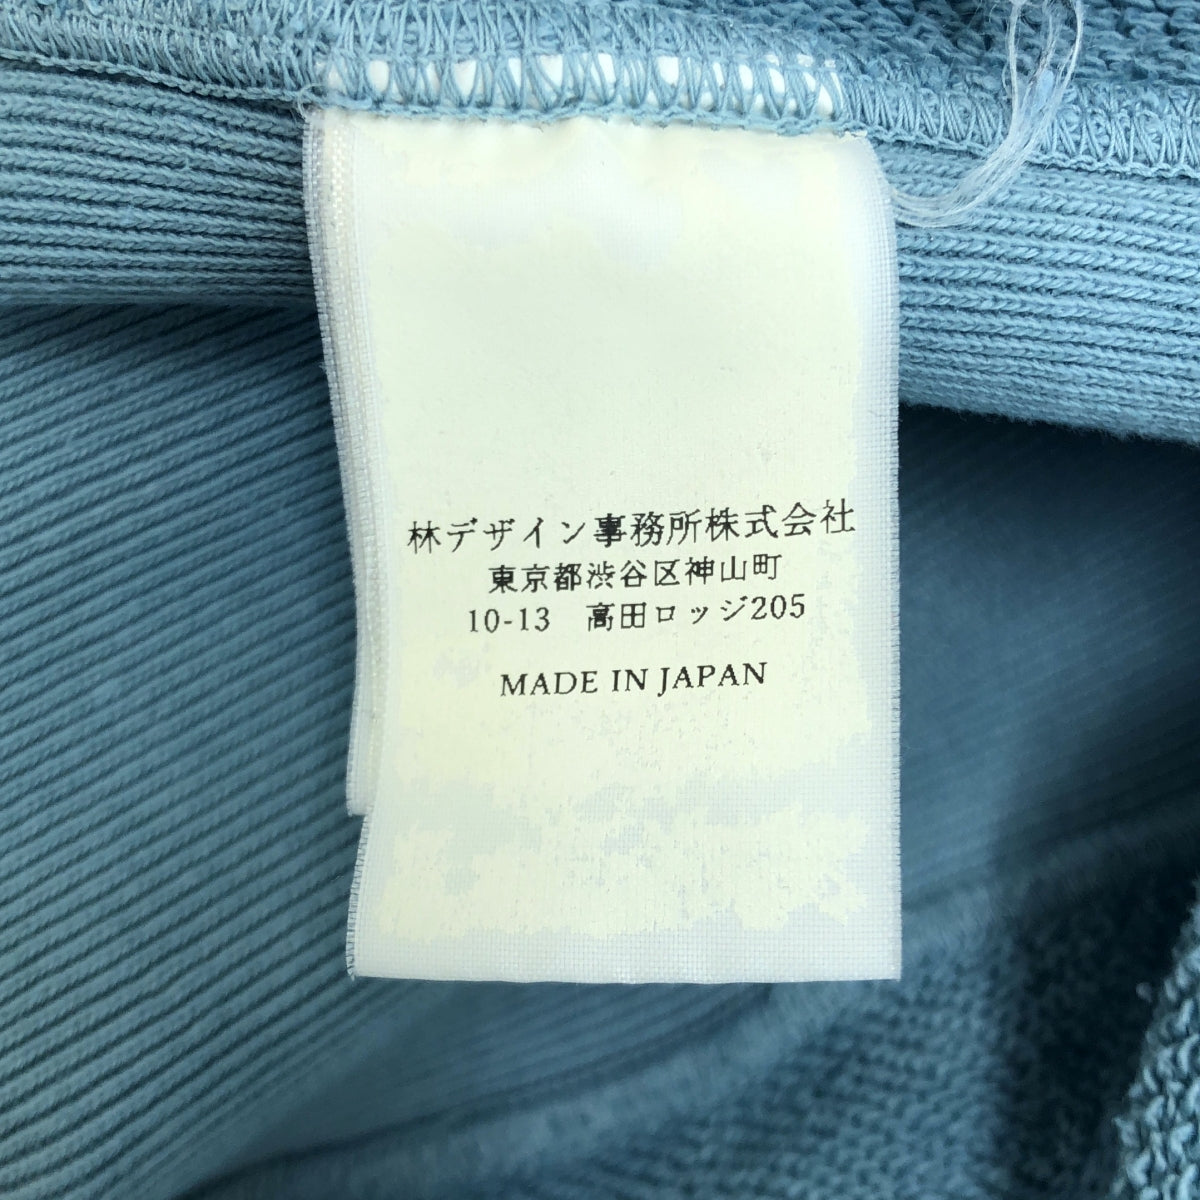 林デザイン事務所株式会社
東京都渋谷区神山町
10-13　高田ロッジ205
MADE IN JAPAN